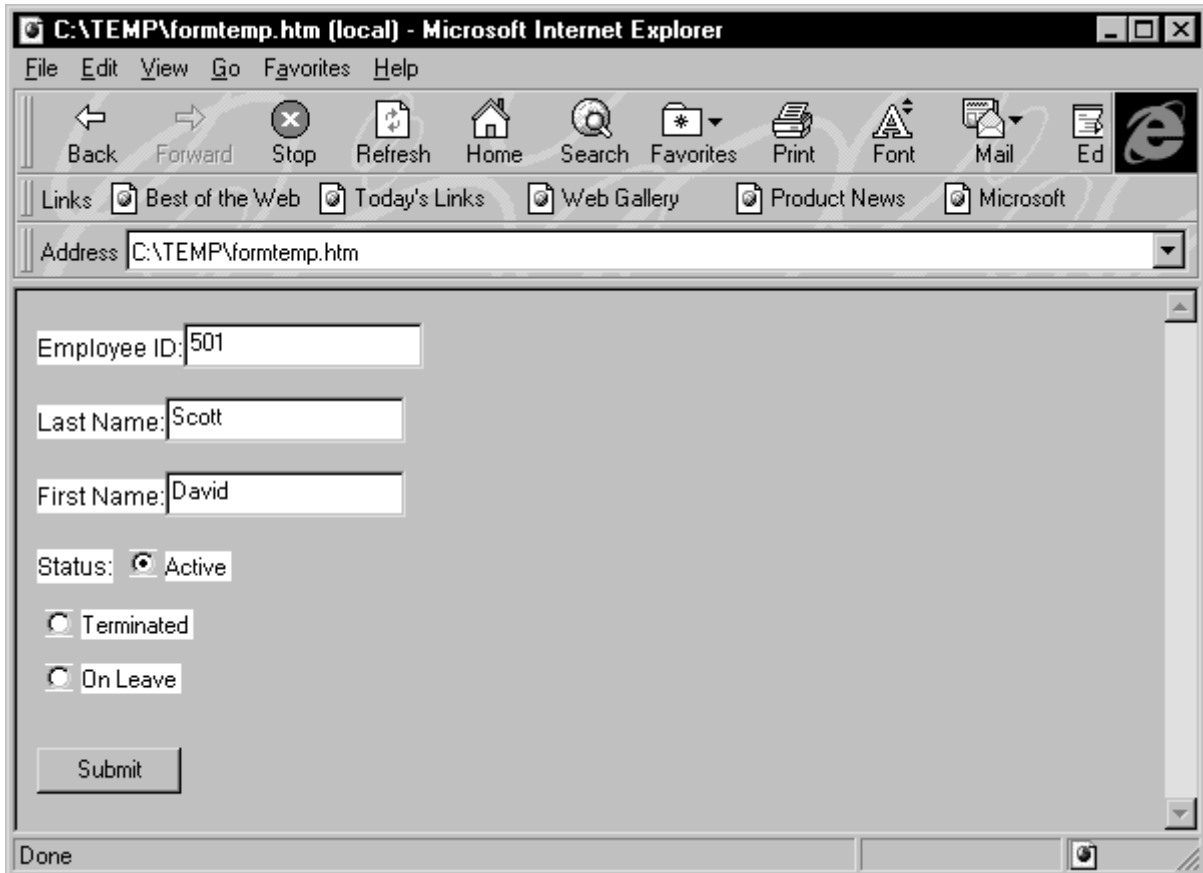 C:\TEMP\formtemp.htm (local) - Microsoft Internet Explorer
File Edit View Go Favorites Help
Back Forward Stop Refresh Home Search Favorites Print Font Mail Ed
Links Best of the Web Today's Links Web Gallery Product News Microsoft
Address C:\TEMP\formtemp.htm
Employee ID: 501
Last Name: Scott
First Name: David
Status: Active
Terminated
On Leave
Submit
Done